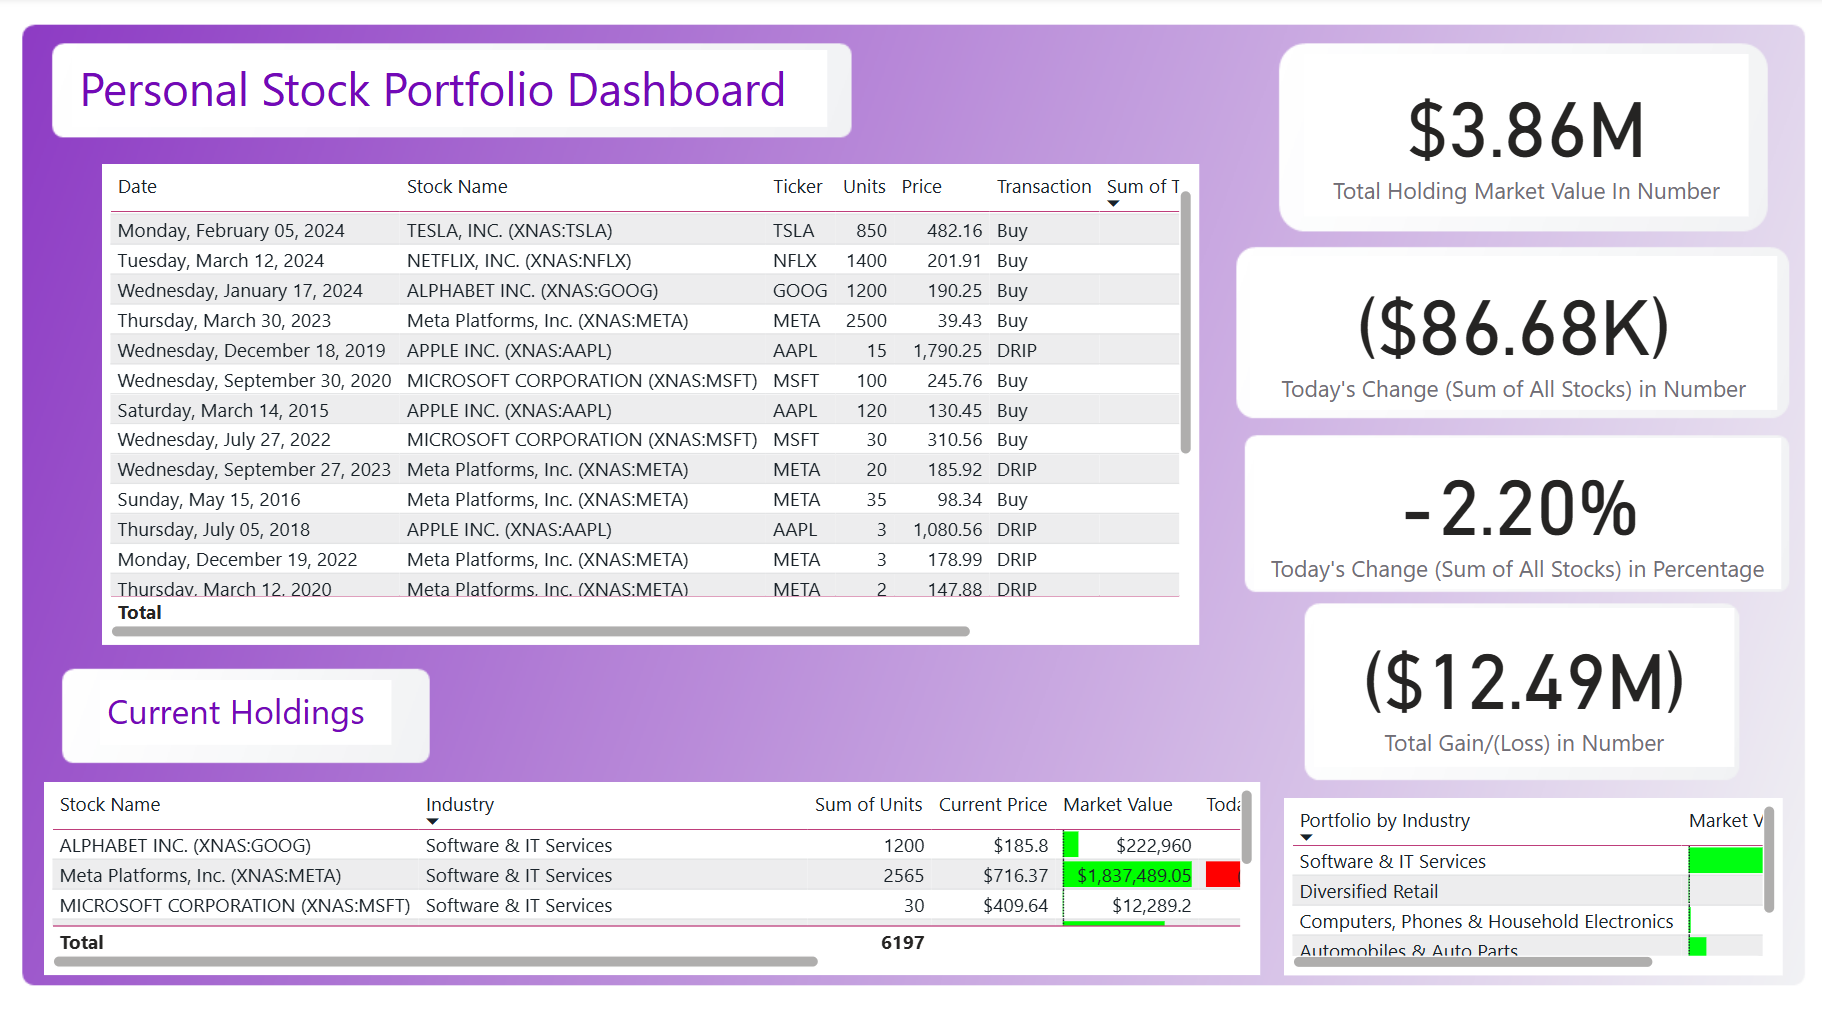 Personal Stock Portfolio Dashboard
$3.86M
Total Holding Market Value In Number
Date Stock Name Ticker Units Price Transaction Sum of T
Monday, February 05, 2024 TESLA, INC. (XNAS:TSLA) TSLA 850 482.16 Buy
Tuesday, March 12, 2024 NETFLIX, INC. (XNAS:NFLX) NFLX 1400 201.91 Buy
Wednesday, January 17, 2024 ALPHABET INC. (XNAS:GOOG) GOOG 1200 190.25 Buy
Thursday, March 30, 2023 Meta Platforms, Inc. (XNAS:META) META 2500 39.43 Buy
Wednesday, December 18, 2019 APPLE INC. (XNAS:AAPL) AAPL 15 1,790.25 DRIP
Wednesday, September 30, 2020 MICROSOFT CORPORATION (XNAS:MSFT) MSFT 100 245.76 Buy
Saturday, March 14, 2015 APPLE INC. (XNAS:AAPL) AAPL 120 130.45 Buy
Wednesday, July 27, 2022 MICROSOFT CORPORATION (XNAS:MSFT) MSFT 30 310.56 Buy
Wednesday, September 27, 2023 Meta Platforms, Inc. (XNAS:META) META 20 185.92 DRIP
Sunday, May 15, 2016 Meta Platforms, Inc. (XNAS:META) META 35 98.34 Buy
Thursday, July 05, 2018 APPLE INC. (XNAS:AAPL) AAPL 3 1,080.56 DRIP
Monday, December 19, 2022 Meta Platforms, Inc. (XNAS:META) META 3 178.99 DRIP
Thursday, March 12, 2020 Meta Platforms, Inc. (XNAS:META) META 2 147.88 DRIP
Total
($86.68K)
Today's Change (Sum of All Stocks) in Number
-2.20%
Today's Change (Sum of All Stocks) in Percentage
($12.49M)
Total Gain/(Loss) in Number
Current Holdings
Stock Name Industry Sum of Units Current Price Market Value Toda
ALPHABET INC. (XNAS:GOOG) Software & IT Services 1200 $185.8 $222,960
Meta Platforms, Inc. (XNAS:META) Software & IT Services 2565 $716.37 $1,837,489.05
MICROSOFT CORPORATION (XNAS:MSFT) Software & IT Services 30 $409.64 $12,289.2
Total 6197
Portfolio by Industry Market V
Software & IT Services
Diversified Retail
Computers, Phones & Household Electronics
Automobiles & Auto Parts